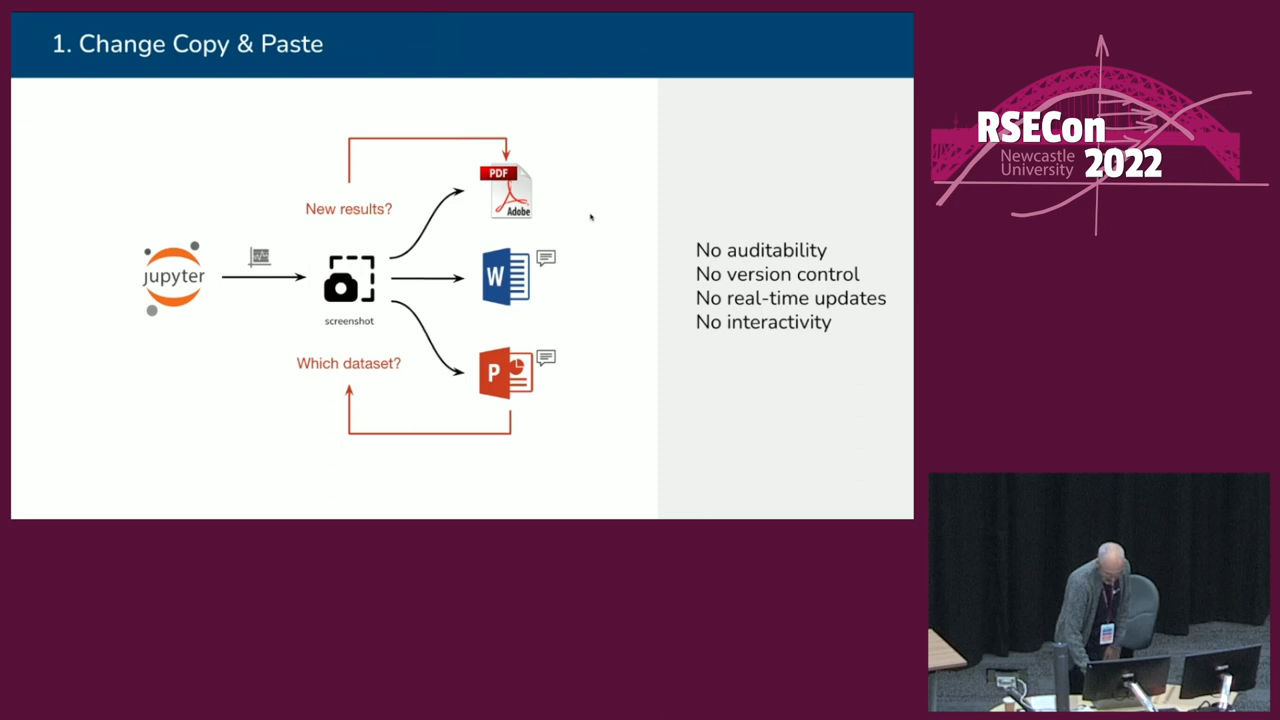 1. Change Copy & Paste
New results?
PDF
Adobe
jupyter
W
screenshot
Which dataset?
P
No auditability
No version control
No real-time updates
No interactivity
RSECon
Newcastle
University
2022